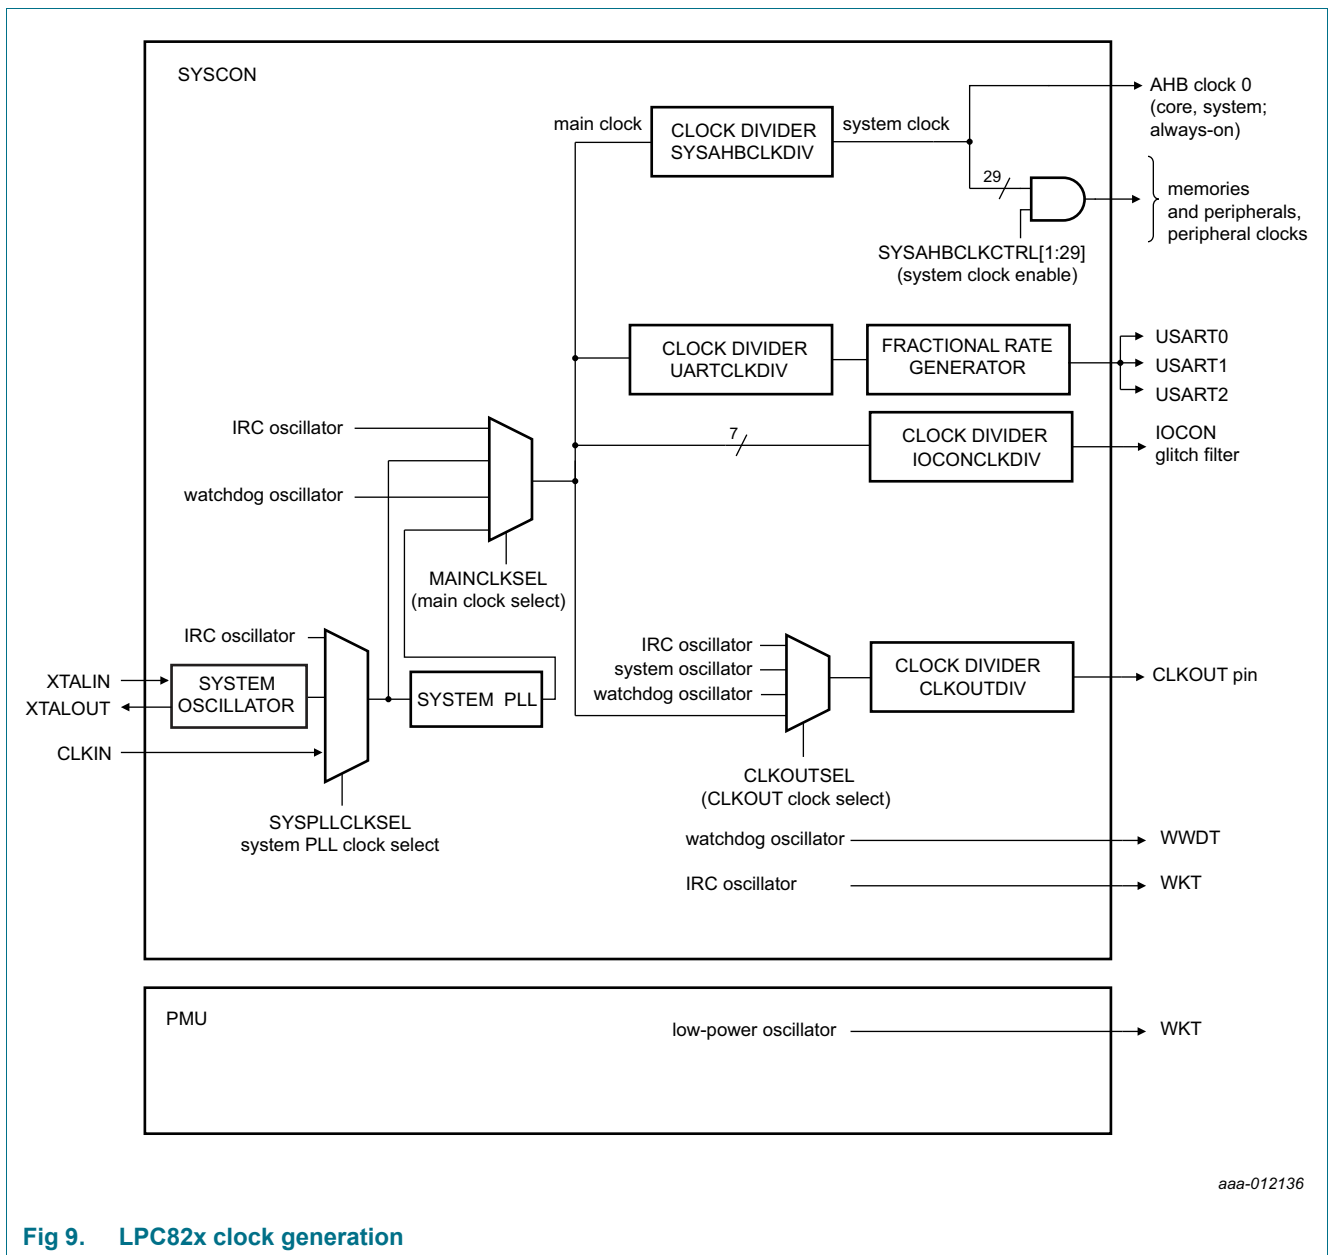 SYSCON
AHB clock 0
(core, system;
always-on)
main clock
CLOCK DIVIDER
SYSAHBCLKDIV
system clock
29
memories
and peripherals,
peripheral clocks
SYSAHBCLKCTRL[1:29]
(system clock enable)
CLOCK DIVIDER
UARTCLKDIV
FRACTIONAL RATE
GENERATOR
USART0
USART1
USART2
IRC oscillator
7
CLOCK DIVIDER
IOCONCLKDIV
IOCON
glitch filter
watchdog oscillator
MAINCLKSEL
(main clock select)
IRC oscillator
XTALIN
XTALOUT
SYSTEM
OSCILLATOR
SYSTEM PLL
CLKIN
SYSPLLCLKSEL
system PLL clock select
IRC oscillator
system oscillator
watchdog oscillator
CLOCK DIVIDER
CLKOUTDIV
CLKOUT pin
CLKOUTSEL
(CLKOUT clock select)
watchdog oscillator
WWDT
IRC oscillator
WKT
PMU
low-power oscillator
WKT
aaa-012136
Fig 9. LPC82x clock generation